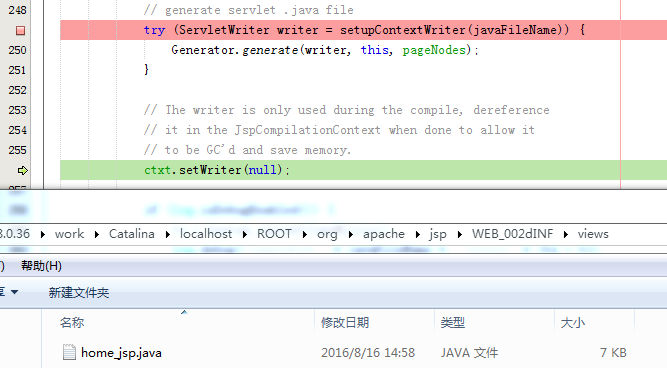 248 // generate servlet .java file
try (ServletWriter writer = setupContextWriter(javaFileName)) {
250 Generator.generate(writer, this, pageNodes);
251 }
252
253 // The writer is only used during the compile, dereference
254 // it in the JspCompilationContext when done to allow it
255 // to be GC'd and save memory.
ctxt.setWriter(null);
8.0.36 work Catalina localhost ROOT org apache jsp WEB_002dINF views
帮助(H)
新建文件夹
名称 修改日期 类型 大小
home_jsp.java 2016/8/16 14:58 JAVA 文件 7 KB